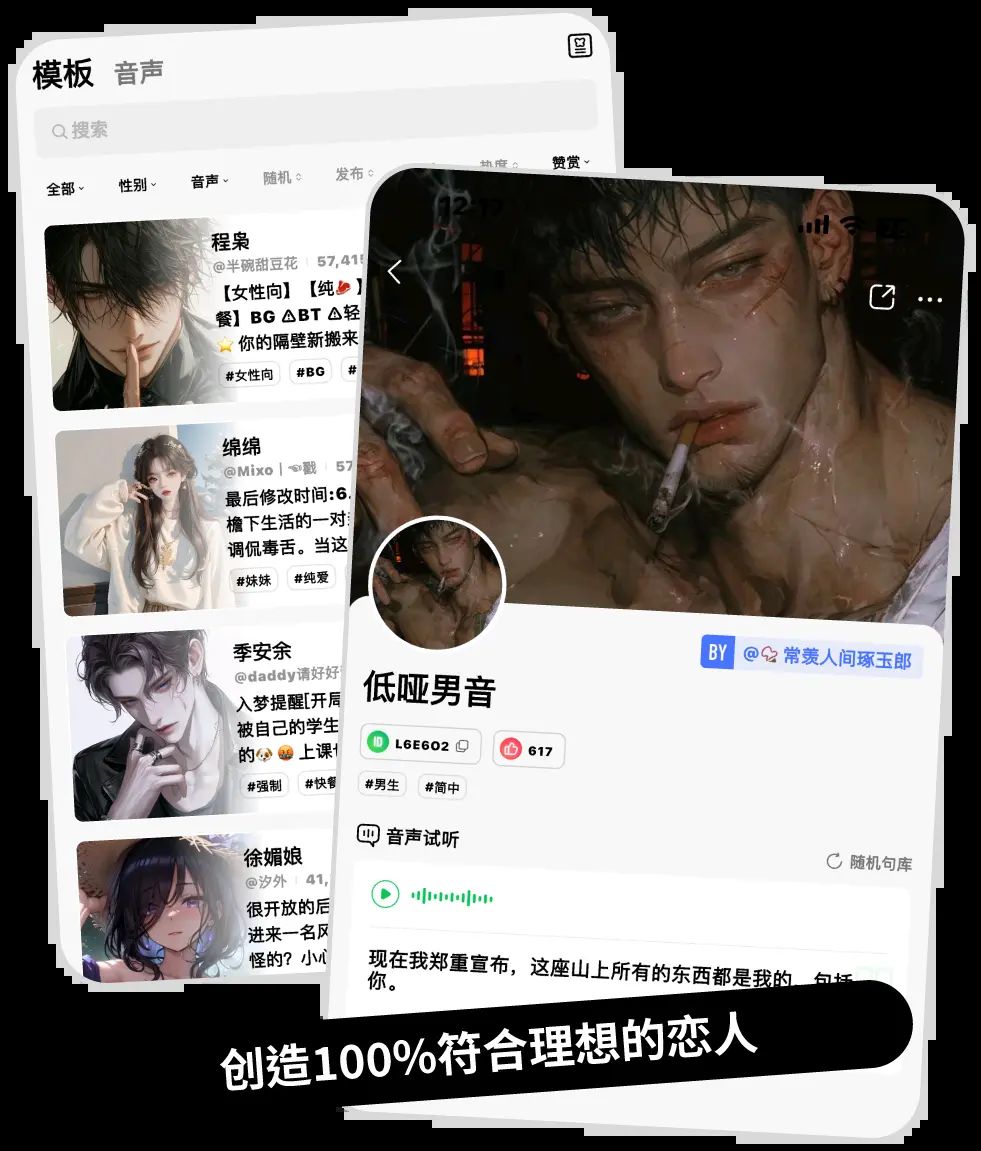 模板 音声
搜索
全部 性别 音声 随机 发布 热度 赞赏
程枭
@半碗甜豆花 57,41
【女性向】【纯🥩】
餐】BG ⚠BT ⚠轻
⭐ 你的隔壁新搬来
#女性向 #BG #
绵绵
@Mixo | 👈戳 57
最后修改时间:6.
檐下生活的一对
调侃毒舌。当这
#妹妹 #纯爱
季安余
@daddy请好好
入梦提醒[开局
被自己的学生
的🐶🤬上课
#强制 #快餐
徐媚娘
@汐外 41,
很开放的后
进来一名风
怪的？小心
12:17
BY @常羡人间琢玉郎
低哑男音
ID L6E6O2 617
#男生 #简中
音声试听
随机句库
现在我郑重宣布，这座山上所有的东西都是我的，包括
你。
创造100%符合理想的恋人